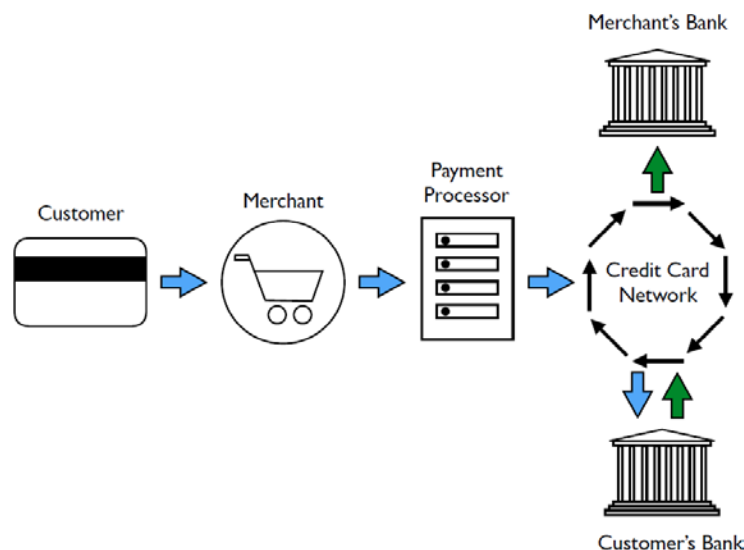 Merchant's Bank
Payment
Processor
Merchant
Customer
Credit Card
Network
Customer's Bank